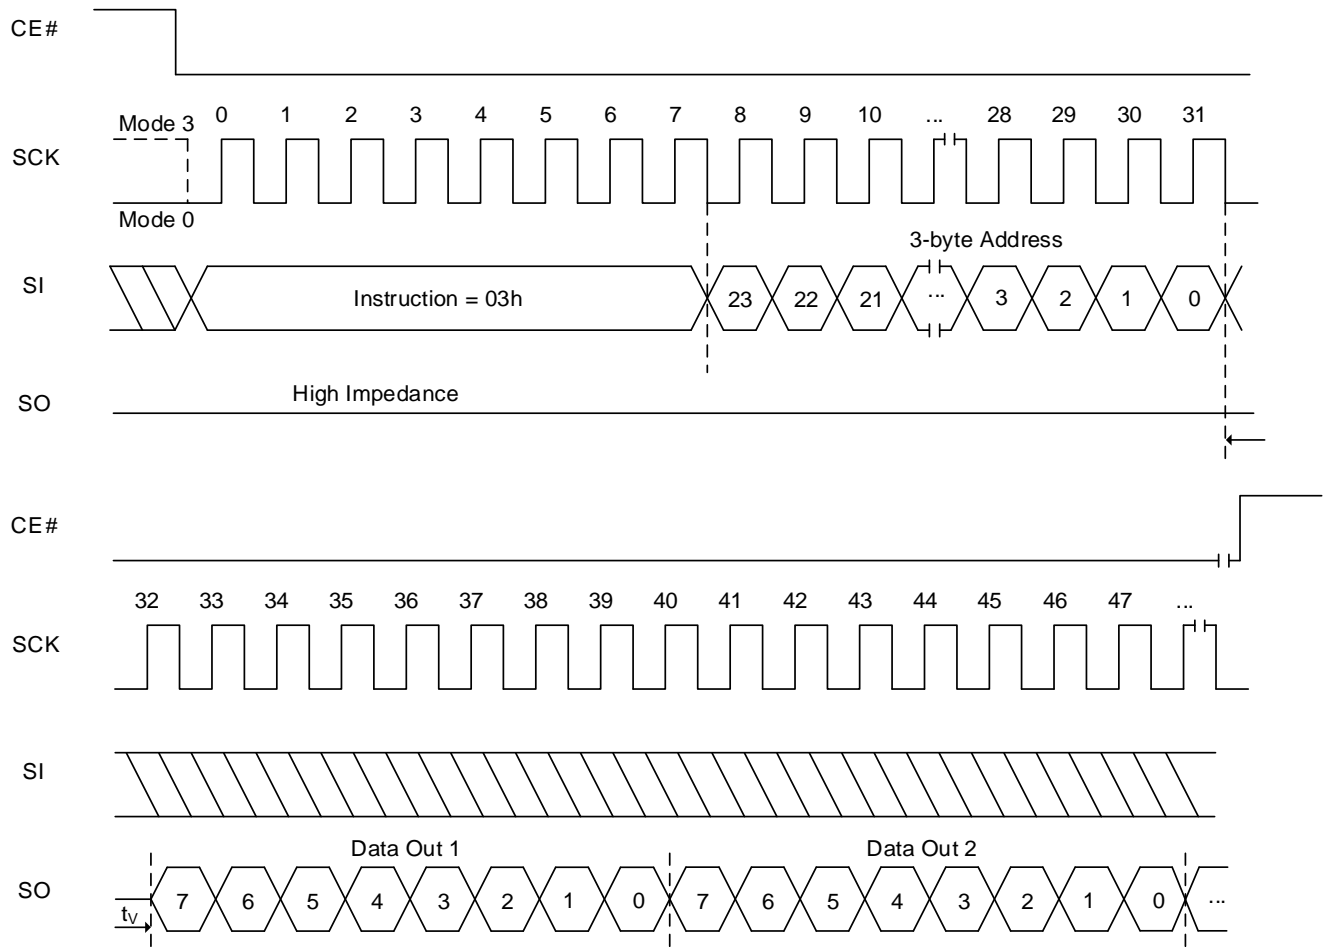 CE#
0 1 2 3 4 5 6 7 8 9 10 ... 28 29 30 31
Mode 3
SCK
Mode 0
3-byte Address
SI
Instruction = 03h 23 22 21 ... 3 2 1 0
High Impedance
SO
CE#
32 33 34 35 36 37 38 39 40 41 42 43 44 45 46 47 ...
SCK
SI
Data Out 1 Data Out 2
SO
7 6 5 4 3 2 1 0 7 6 5 4 3 2 1 0 ...
tV